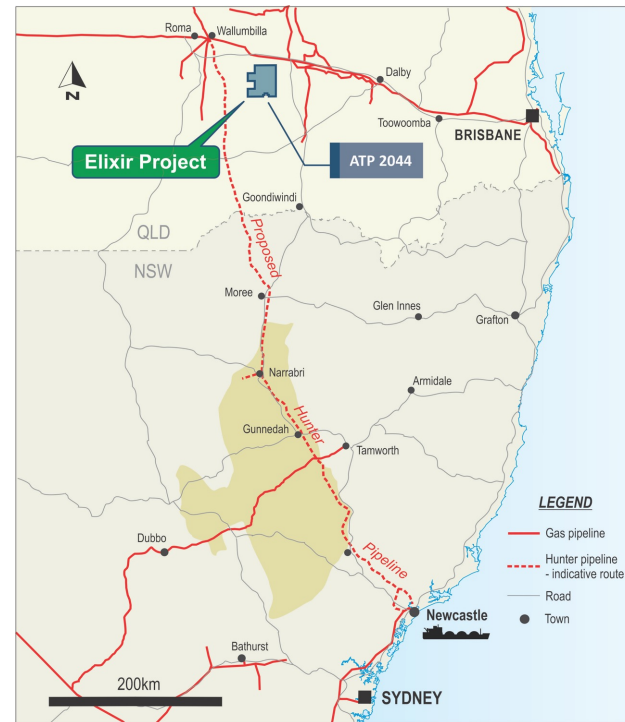 Roma
Wallumbilla
N
Dalby
Toowoomba
BRISBANE
Elixir Project
ATP 2044
Goondiwindi
QLD
NSW
Proposed
Moree
Glen Innes
Grafton
Narrabri
Armidale
Hunter
Gunnedah
Tamworth
LEGEND
Gas pipeline
Hunter pipeline
- indicative route
Road
Town
Dubbo
Pipeline
Newcastle
Bathurst
200km
SYDNEY